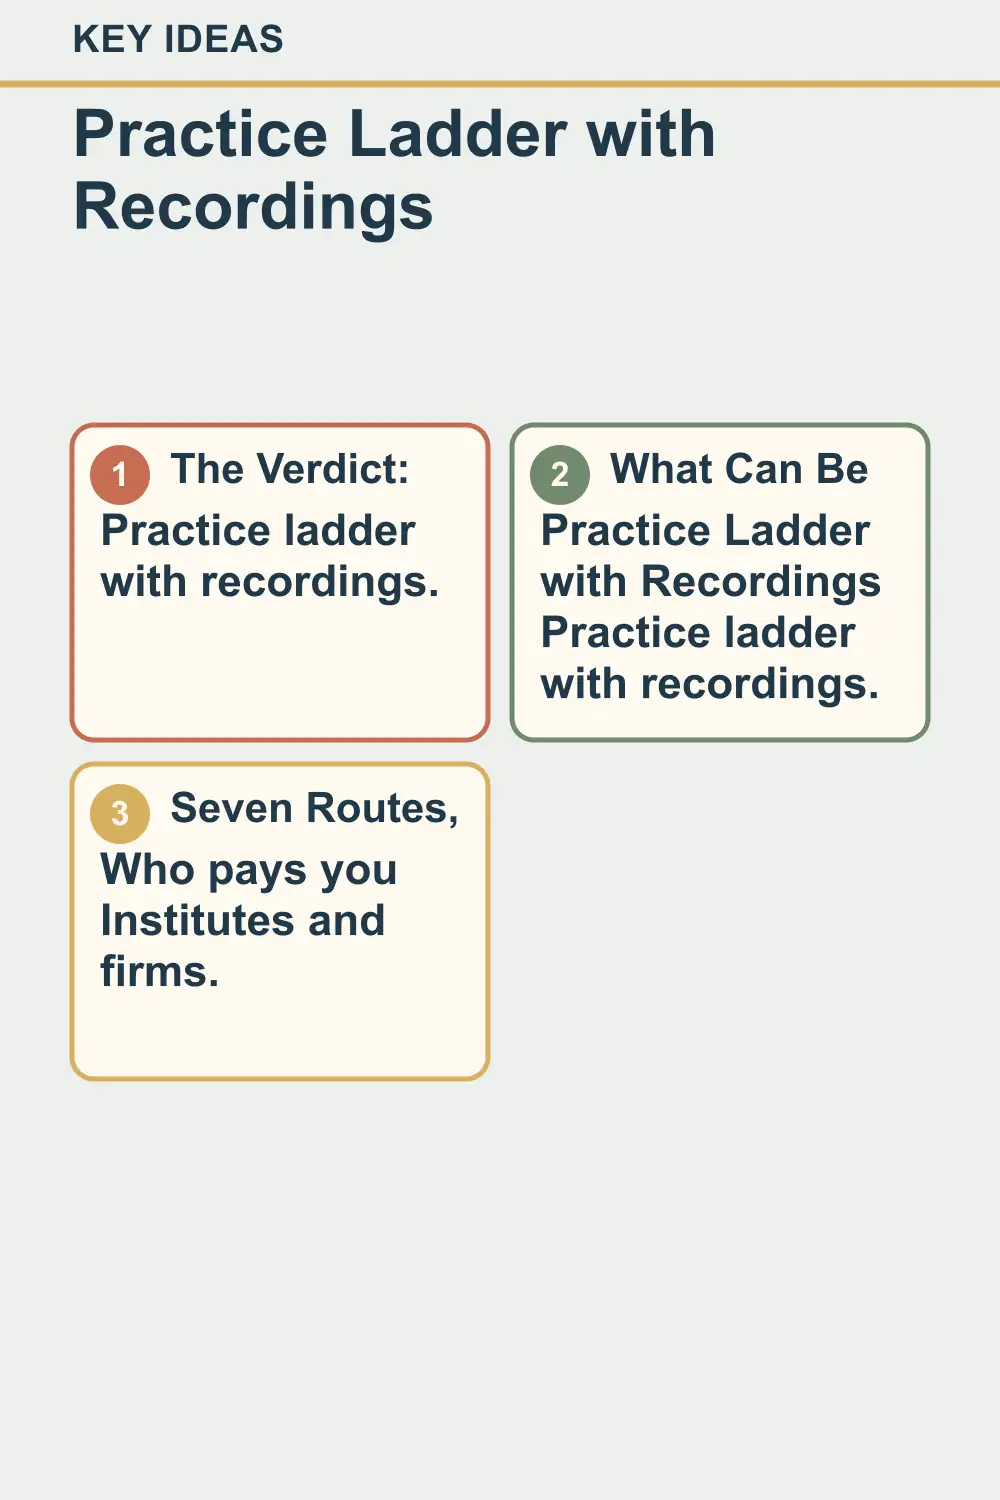 KEY IDEAS
Practice Ladder with
Recordings
1 The Verdict:
Practice ladder
with recordings.
2 What Can Be
Practice Ladder
with Recordings
Practice ladder
with recordings.
3 Seven Routes,
Who pays you
Institutes and
firms.